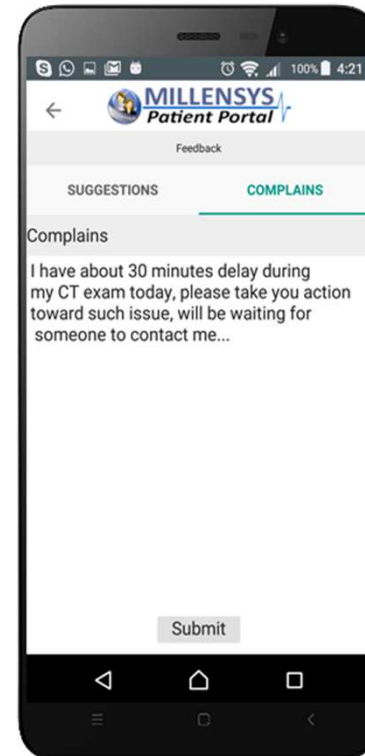 100% 4:21
MILLENSYS
Patient Portal
Feedback
SUGGESTIONS COMPLAINS
Complains
I have about 30 minutes delay during
my CT exam today, please take you action
toward such issue, will be waiting for
someone to contact me...
Submit